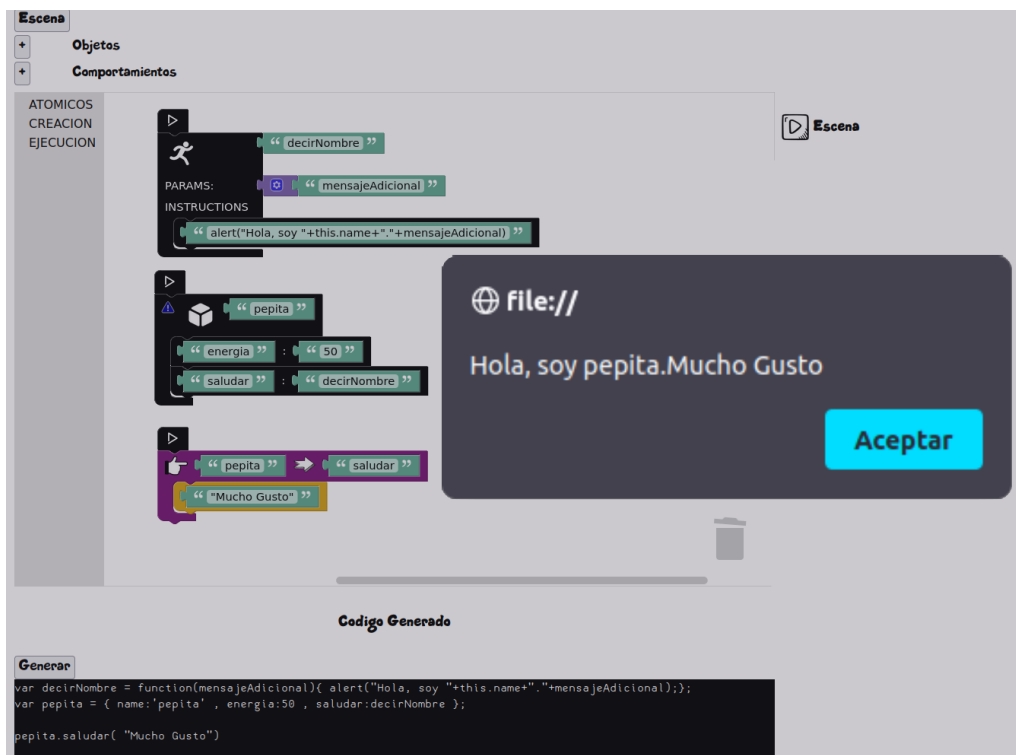 Escena
+ Objetos
+ Comportamientos
ATOMICOS
CREACION
EJECUCION
Escena
“ decirNombre ”
PARAMS: “ mensajeAdicional ”
INSTRUCTIONS
“ alert("Hola, soy "+this.name+"."+mensajeAdicional) ”
“ pepita ”
“ energia ” : “ 50 ”
“ saludar ” : “ decirNombre ”
“ pepita ” “ saludar ”
“ "Mucho Gusto" ”
file://
Hola, soy pepita.Mucho Gusto
Aceptar
Codigo Generado
Generar
var decirNombre = function(mensajeAdicional){ alert("Hola, soy "+this.name+"."+mensajeAdicional);};
var pepita = { name:'pepita' , energia:50 , saludar:decirNombre };
pepita.saludar( "Mucho Gusto")